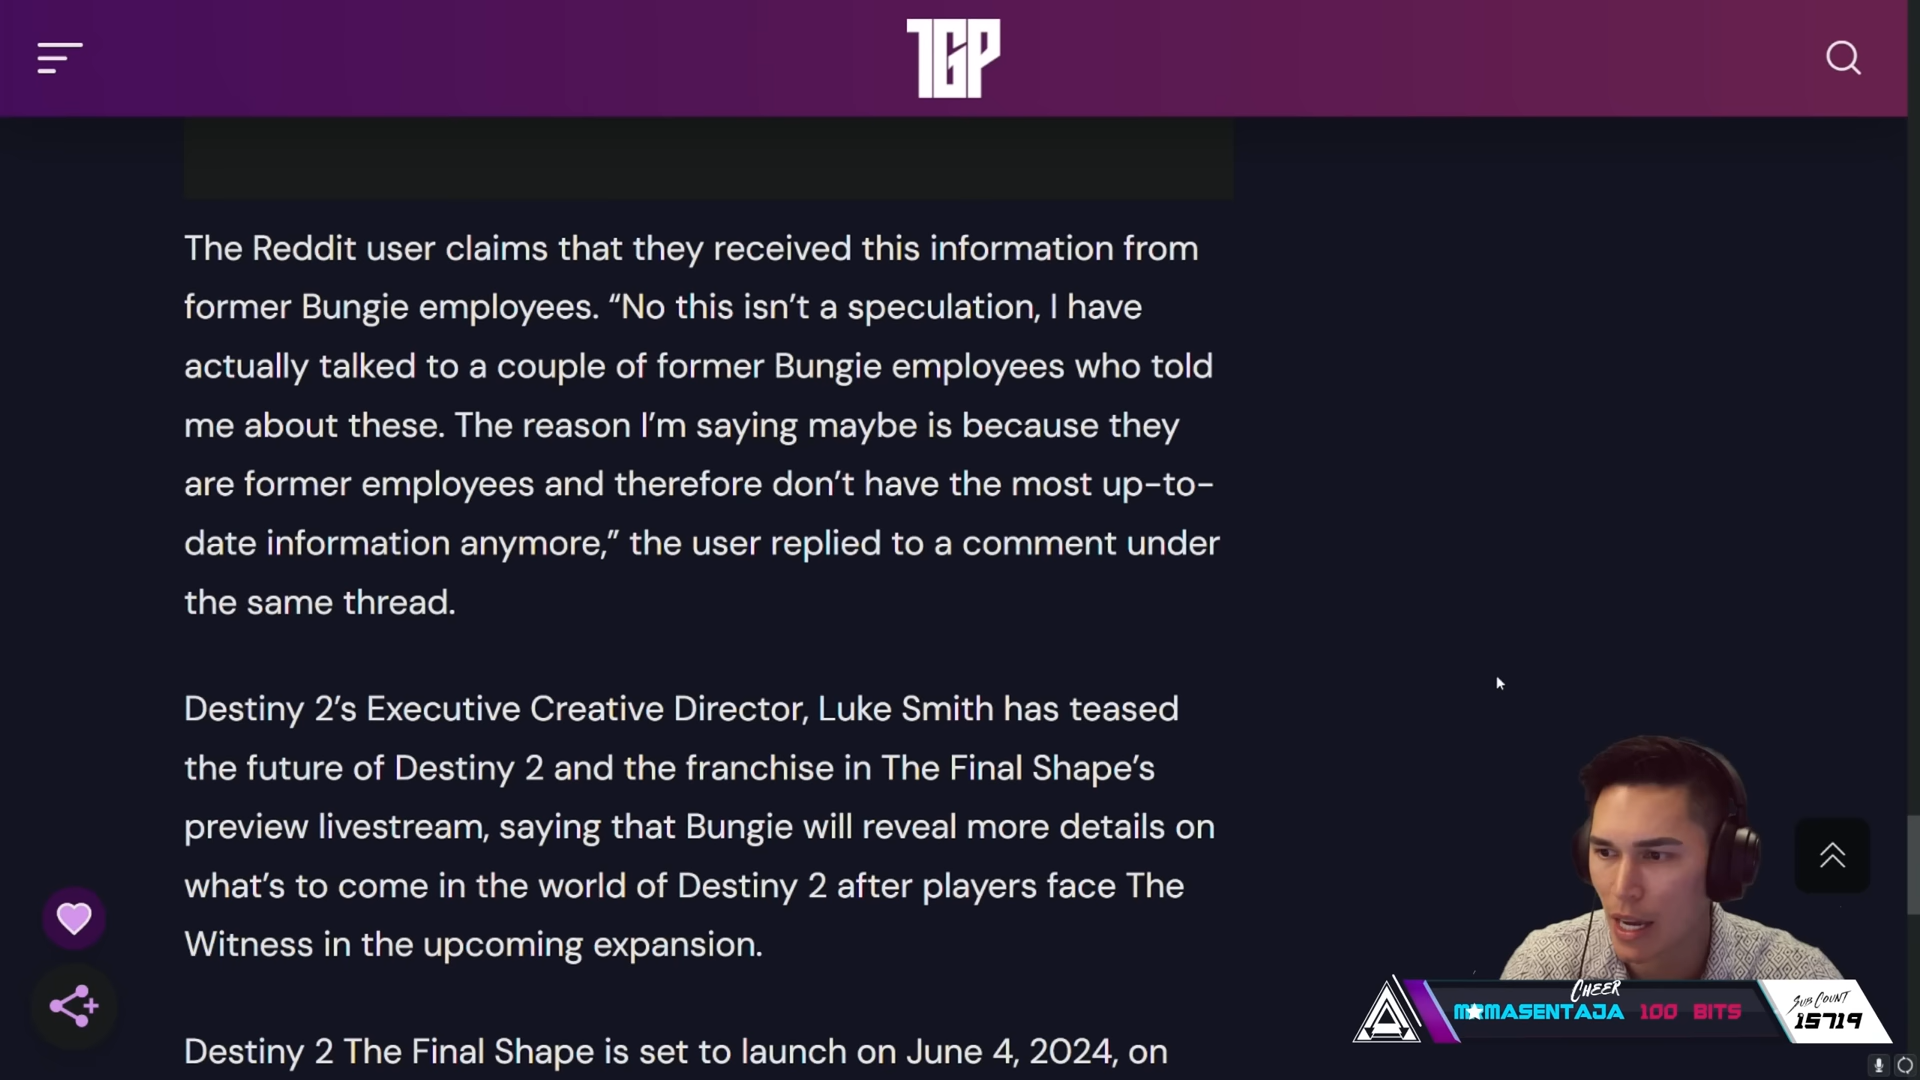 TGP
The Reddit user claims that they received this information from
former Bungie employees. “No this isn’t a speculation, I have
actually talked to a couple of former Bungie employees who told
me about these. The reason I’m saying maybe is because they
are former employees and therefore don’t have the most up-to-
date information anymore,” the user replied to a comment under
the same thread.
Destiny 2’s Executive Creative Director, Luke Smith has teased
the future of Destiny 2 and the franchise in The Final Shape’s
preview livestream, saying that Bungie will reveal more details on
what’s to come in the world of Destiny 2 after players face The
Witness in the upcoming expansion.
Destiny 2 The Final Shape is set to launch on June 4, 2024, on
CHEER
MRMASENTAJA 100 BITS
SUB COUNT
15719